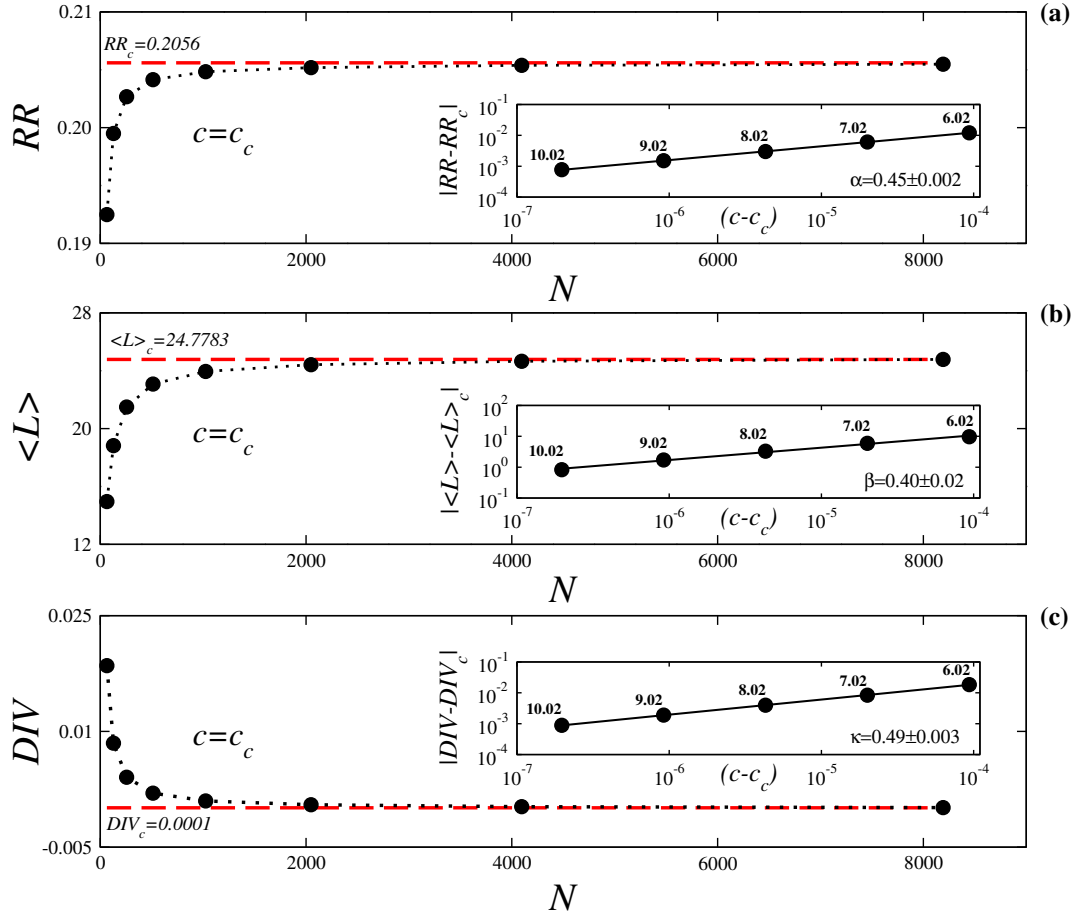 (a)
0.21
0.20
0.19
RR
RR_c=0.2056
c=c_c
0 2000 4000 6000 8000
N
|RR-RR_c|
10^-1
10^-2
10^-3
10^-4
10.02 9.02 8.02 7.02 6.02
α=0.45±0.002
10^-7 10^-6 10^-5 10^-4
(c-c_c)
(b)
28
20
12
<L>
<L>_c=24.7783
c=c_c
0 2000 4000 6000 8000
N
|<L>-<L>_c|
10^2
10^1
10^0
10^-1
10.02 9.02 8.02 7.02 6.02
β=0.40±0.02
10^-7 10^-6 10^-5 10^-4
(c-c_c)
(c)
0.025
0.01
-0.005
DIV
DIV_c=0.0001
c=c_c
0 2000 4000 6000 8000
N
|DIV-DIV_c|
10^-1
10^-2
10^-3
10^-4
10.02 9.02 8.02 7.02 6.02
κ=0.49±0.003
10^-7 10^-6 10^-5 10^-4
(c-c_c)